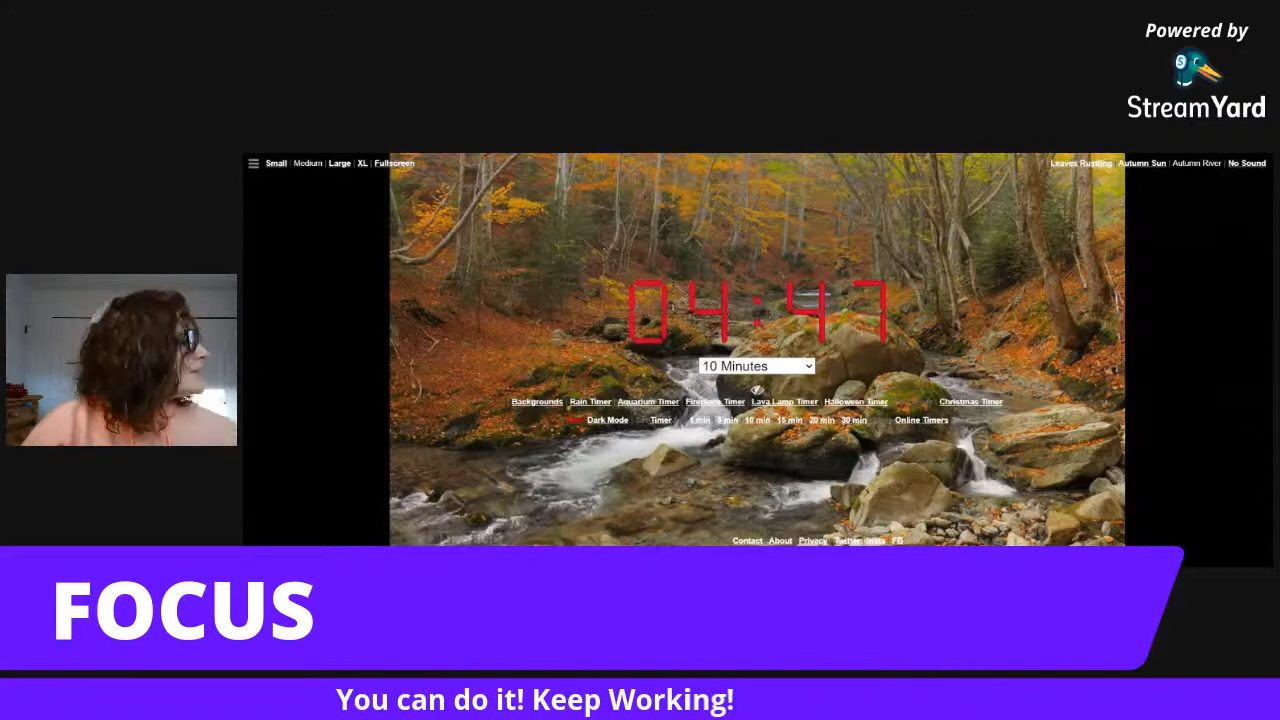 Powered by
StreamYard
Small | Medium | Large | XL | Fullscreen
Leaves Rustling | Autumn Sun | Autumn River | No Sound
04:47
10 Minutes
Backgrounds Rain Timer Aquarium Timer Fireplace Timer Lava Lamp Timer Halloween Timer Christmas Timer
Dark Mode Timer 1 min 5 min 10 min 15 min 20 min 30 min Online Timers
Contact About Privacy Twitter Insta FB
FOCUS
You can do it! Keep Working!